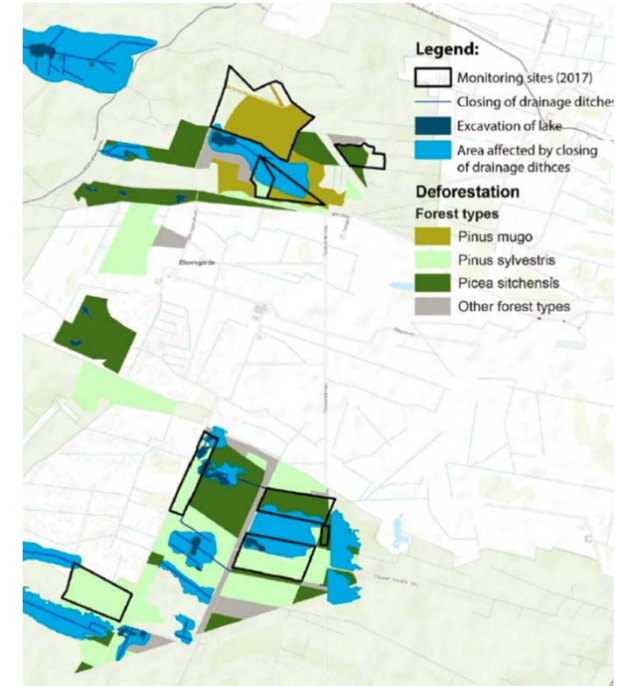 Legend:
Monitoring sites (2017)
Closing of drainage ditches
Excavation of lake
Area affected by closing
of drainage dithces
Deforestation
Forest types
Pinus mugo
Pinus sylvestris
Picea sitchensis
Other forest types